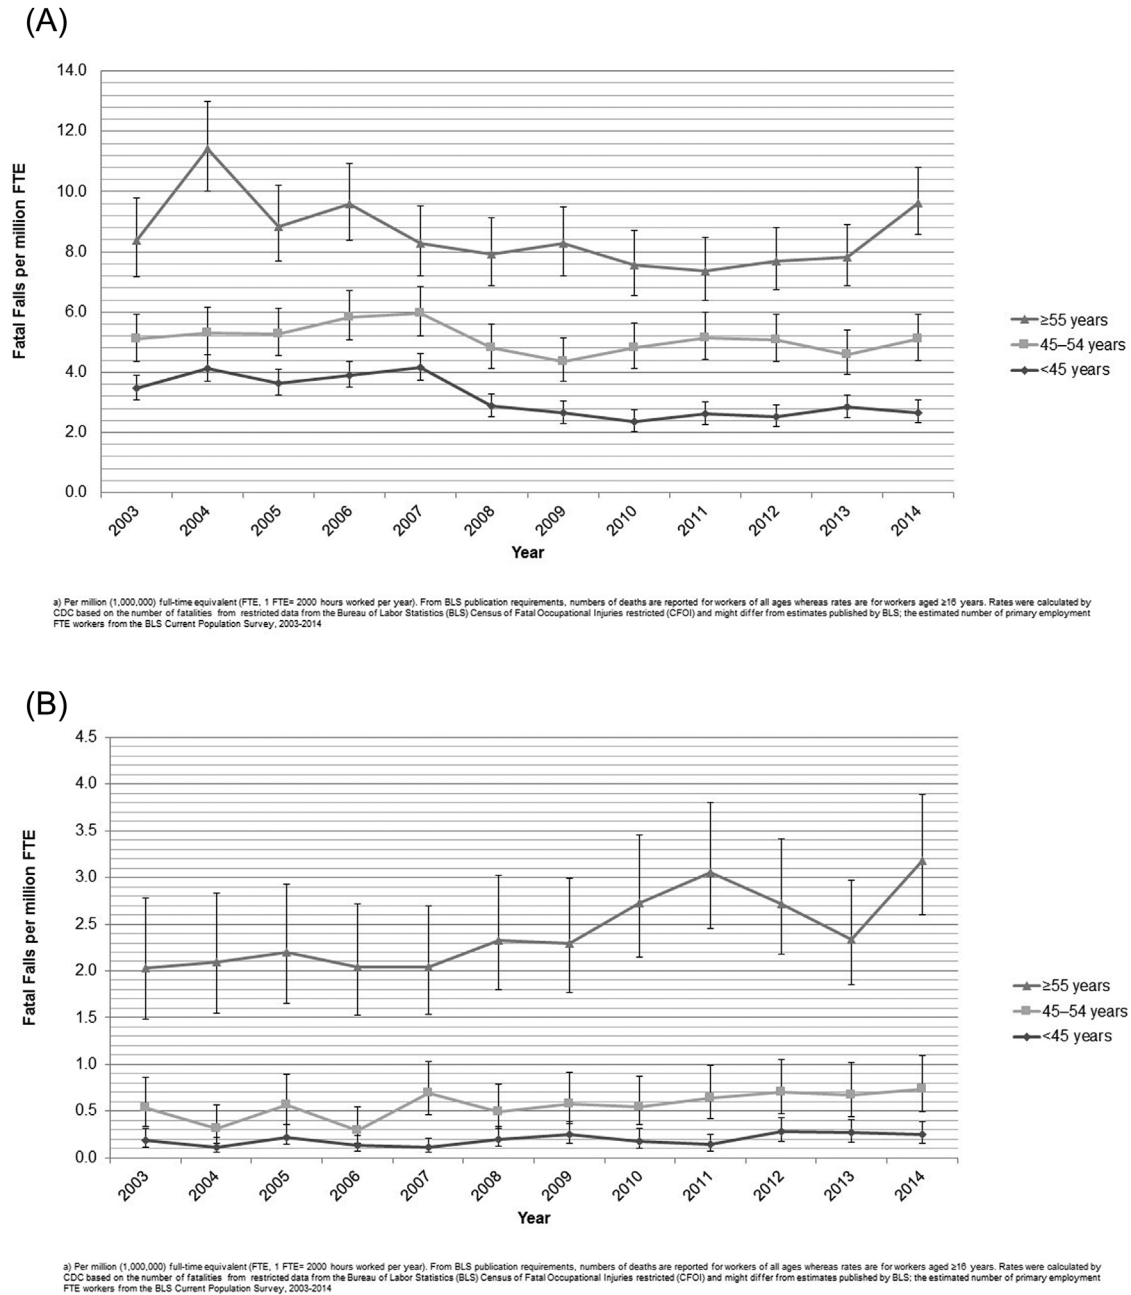 (A)
14.0
12.0
10.0
8.0
6.0
4.0
2.0
0.0
Fatal Falls per million FTE
2003 2004 2005 2006 2007 2008 2009 2010 2011 2012 2013 2014
Year
≥55 years
45–54 years
<45 years
a) Per million (1,000,000) full-time equivalent (FTE, 1 FTE= 2000 hours worked per year). From BLS publication requirements, numbers of deaths are reported for workers of all ages whereas rates are for workers aged ≥16 years. Rates were calculated by
CDC based on the number of fatalities from restricted data from the Bureau of Labor Statistics (BLS) Census of Fatal Occupational Injuries restricted (CFOI) and might differ from estimates published by BLS; the estimated number of primary employment
FTE workers from the BLS Current Population Survey, 2003-2014
(B)
4.5
4.0
3.5
3.0
2.5
2.0
1.5
1.0
0.5
0.0
Fatal Falls per million FTE
2003 2004 2005 2006 2007 2008 2009 2010 2011 2012 2013 2014
Year
≥55 years
45–54 years
<45 years
a) Per million (1,000,000) full-time equivalent (FTE, 1 FTE= 2000 hours worked per year). From BLS publication requirements, numbers of deaths are reported for workers of all ages whereas rates are for workers aged ≥16 years. Rates were calculated by
CDC based on the number of fatalities from restricted data from the Bureau of Labor Statistics (BLS) Census of Fatal Occupational Injuries restricted (CFOI) and might differ from estimates published by BLS; the estimated number of primary employment
FTE workers from the BLS Current Population Survey, 2003-2014